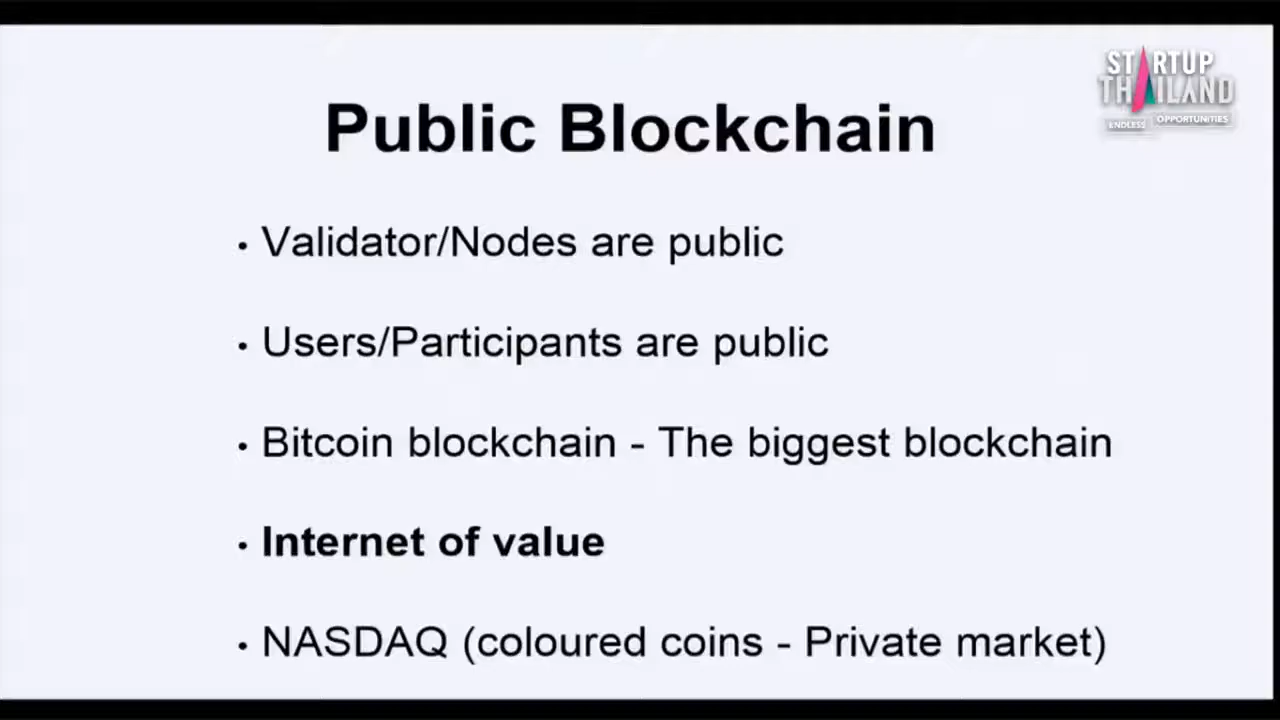 STARTUP
THAILAND
ENDLESS OPPORTUNITIES
Public Blockchain
• Validator/Nodes are public
• Users/Participants are public
• Bitcoin blockchain - The biggest blockchain
• Internet of value
• NASDAQ (coloured coins - Private market)